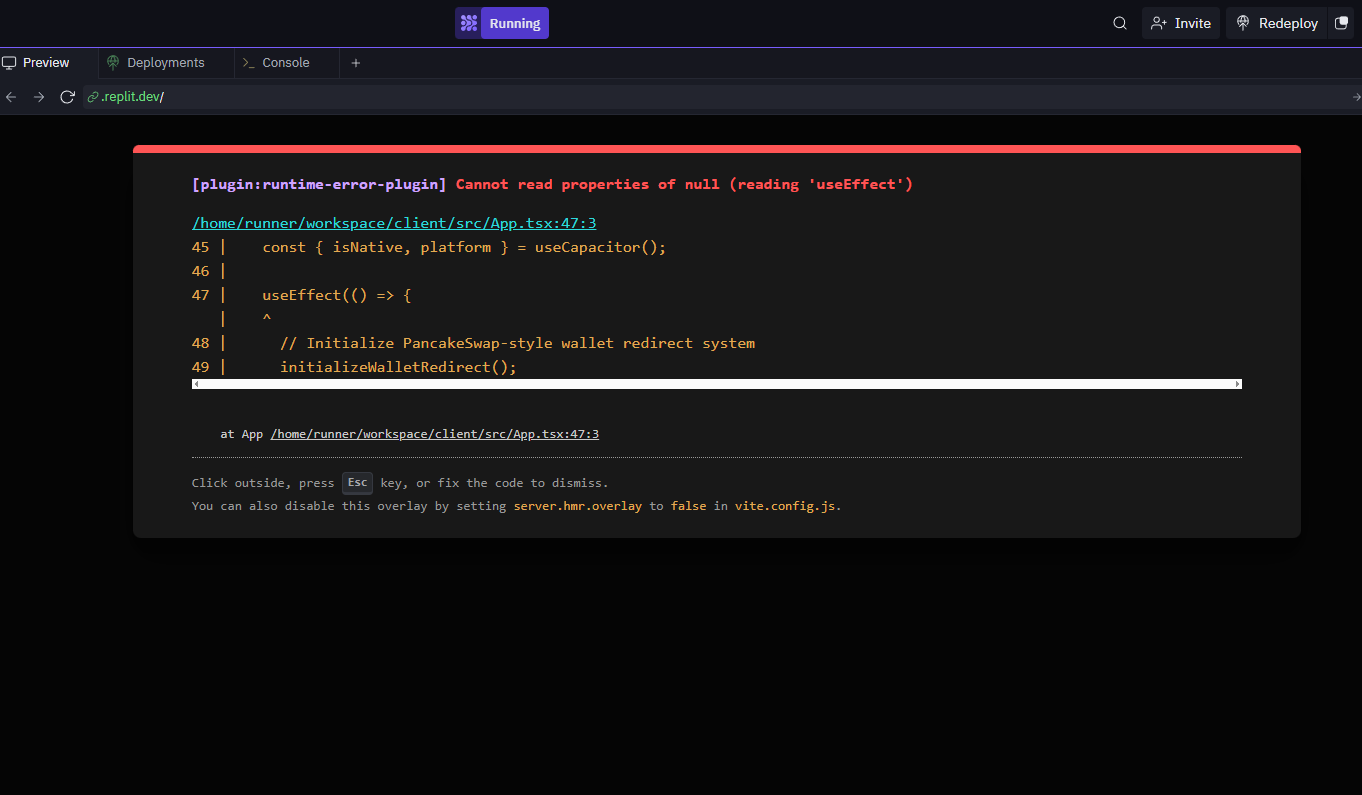 Running
Invite
Redeploy
Preview
Deployments
Console
.replit.dev/
[plugin:runtime-error-plugin] Cannot read properties of null (reading 'useEffect')
/home/runner/workspace/client/src/App.tsx:47:3
45 |    const { isNative, platform } = useCapacitor();
46 |
47 |    useEffect(() => {
   |    ^
48 |      // Initialize PancakeSwap-style wallet redirect system
49 |      initializeWalletRedirect();
at App /home/runner/workspace/client/src/App.tsx:47:3
Click outside, press Esc key, or fix the code to dismiss.
You can also disable this overlay by setting server.hmr.overlay to false in vite.config.js.